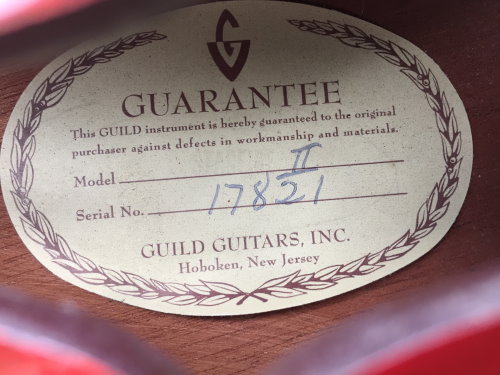 G
GUARANTEE
This GUILD instrument is hereby guaranteed to the original
purchaser against defects in workmanship and materials.
Model II
Serial No. 17821
GUILD GUITARS, INC.
Hoboken, New Jersey